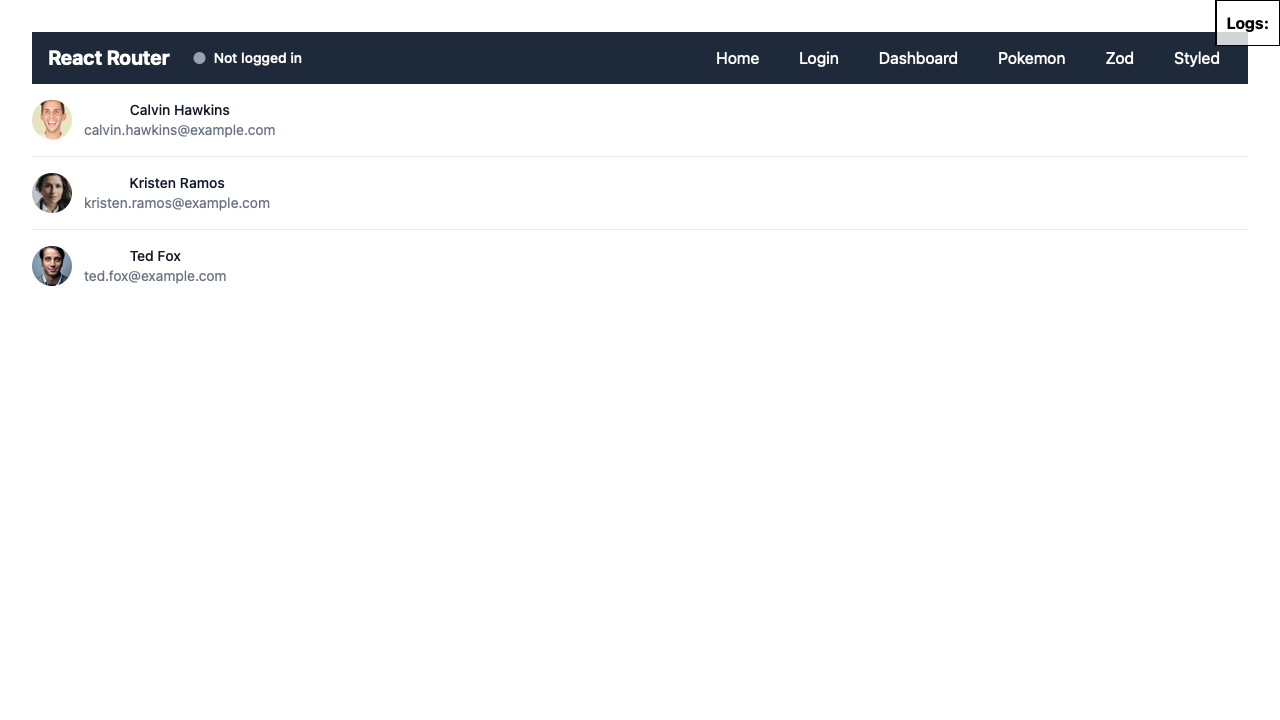 Logs:
React Router Not logged in Home Login Dashboard Pokemon Zod Styled
Calvin Hawkins
calvin.hawkins@example.com
Kristen Ramos
kristen.ramos@example.com
Ted Fox
ted.fox@example.com